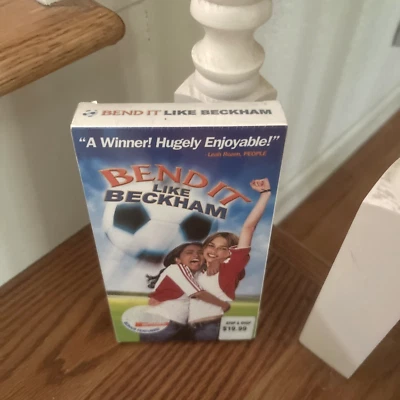 BEND IT LIKE BECKHAM
"A Winner! Hugely Enjoyable!"
Leah Rozen, PEOPLE
BEND IT
LIKE
BECKHAM
$19.99